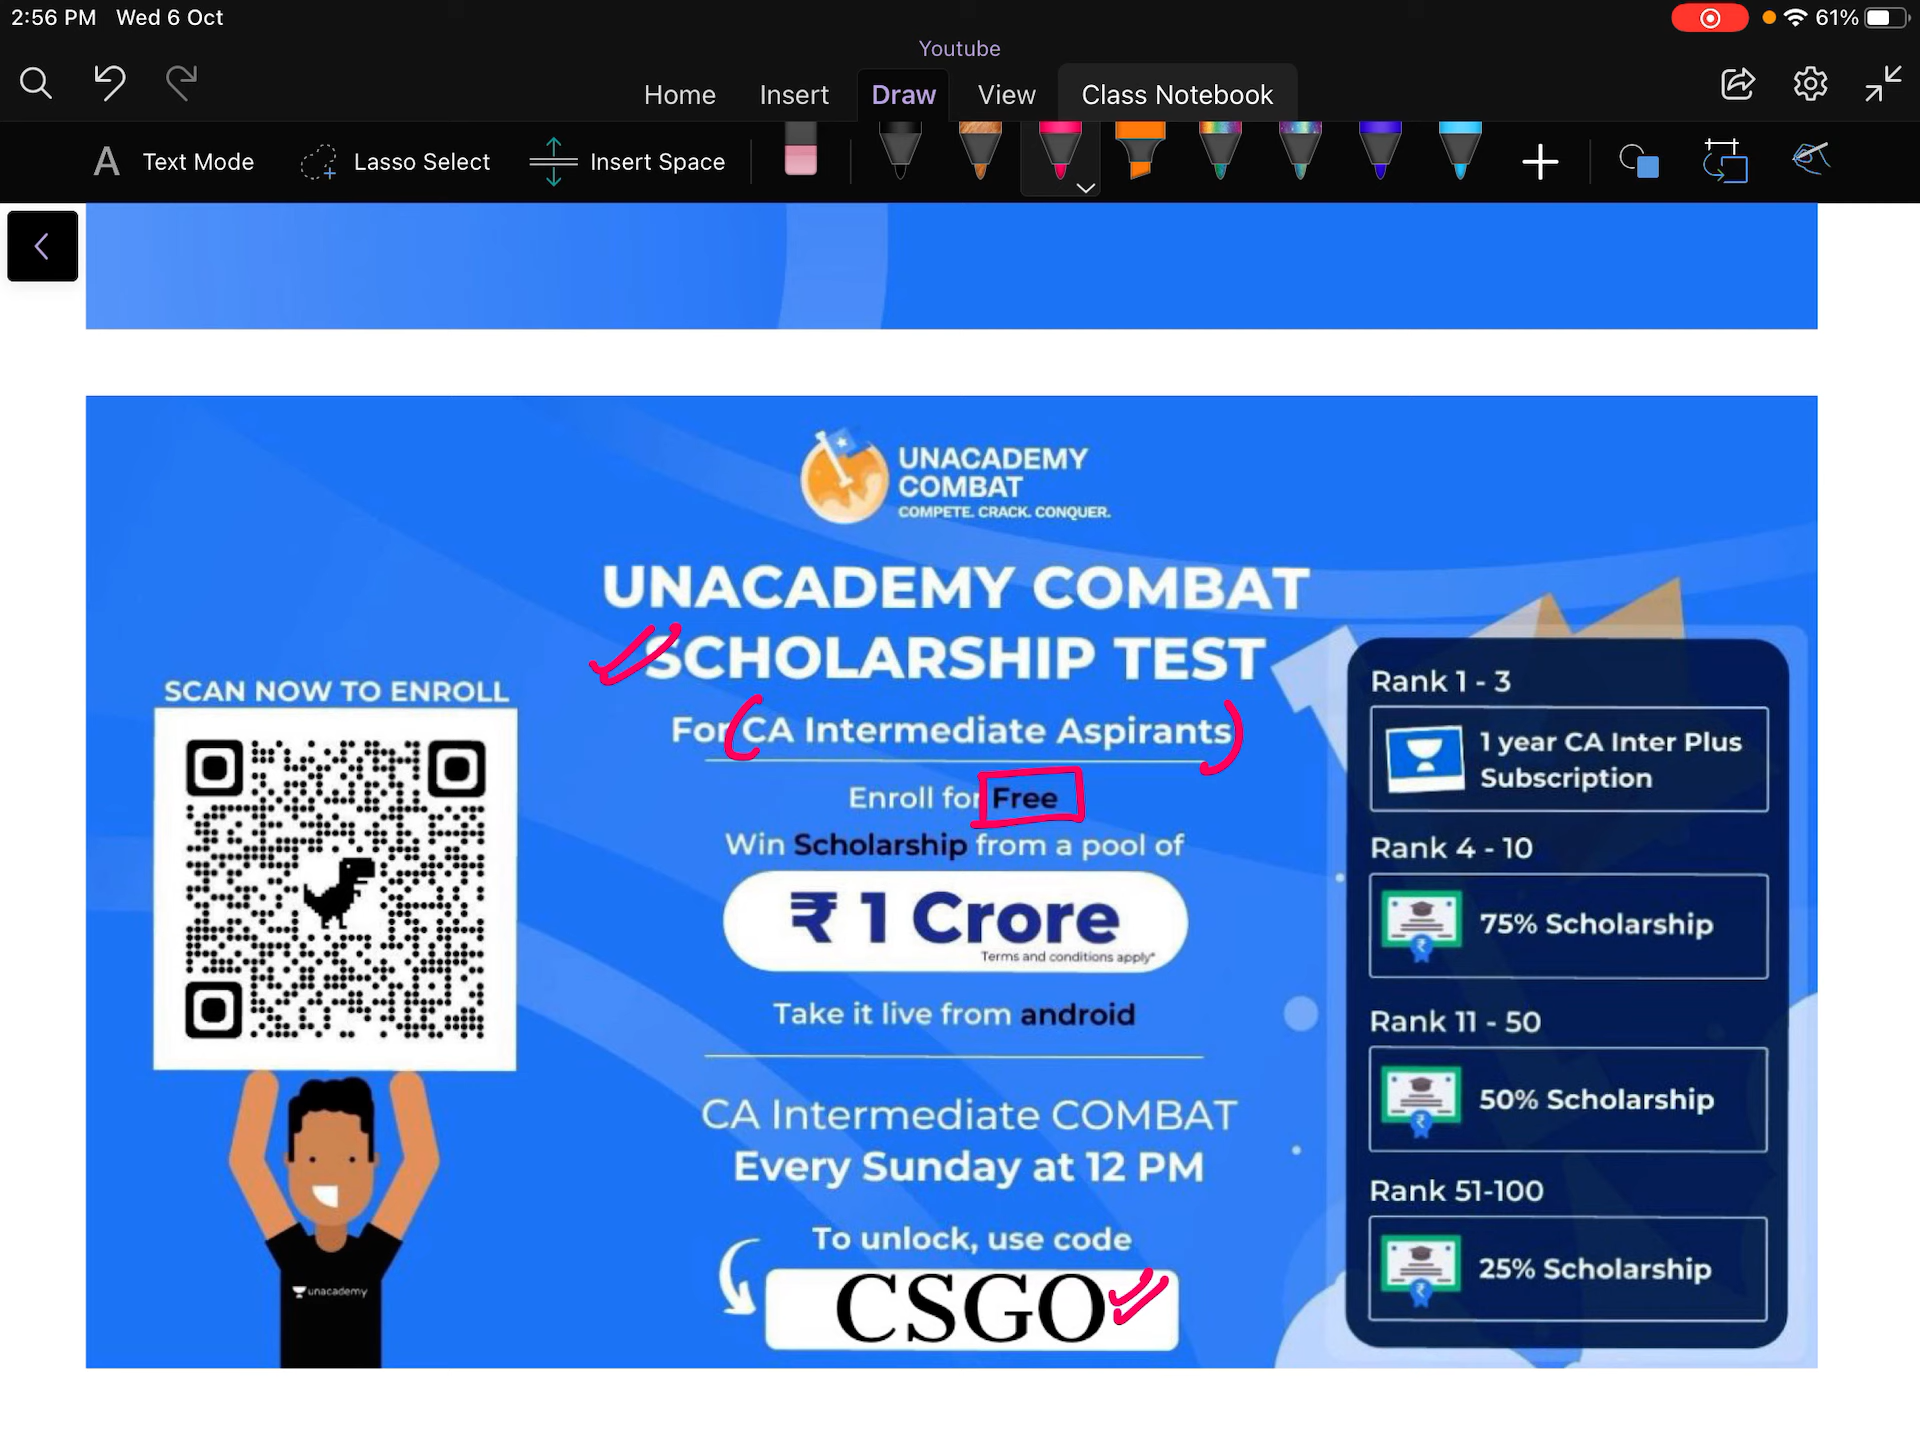 2:56 PM Wed 6 Oct
61%
Youtube
Home Insert Draw View Class Notebook
A Text Mode Lasso Select Insert Space
UNACADEMY
COMBAT
COMPETE. CRACK. CONQUER.
UNACADEMY COMBAT
SCHOLARSHIP TEST
For CA Intermediate Aspirants
Enroll for Free
Win Scholarship from a pool of
₹ 1 Crore
Terms and conditions apply*
Take it live from android
CA Intermediate COMBAT
Every Sunday at 12 PM
To unlock, use code
CSGO
SCAN NOW TO ENROLL
unacademy
Rank 1 - 3
1 year CA Inter Plus
Subscription
Rank 4 - 10
75% Scholarship
Rank 11 - 50
50% Scholarship
Rank 51-100
25% Scholarship